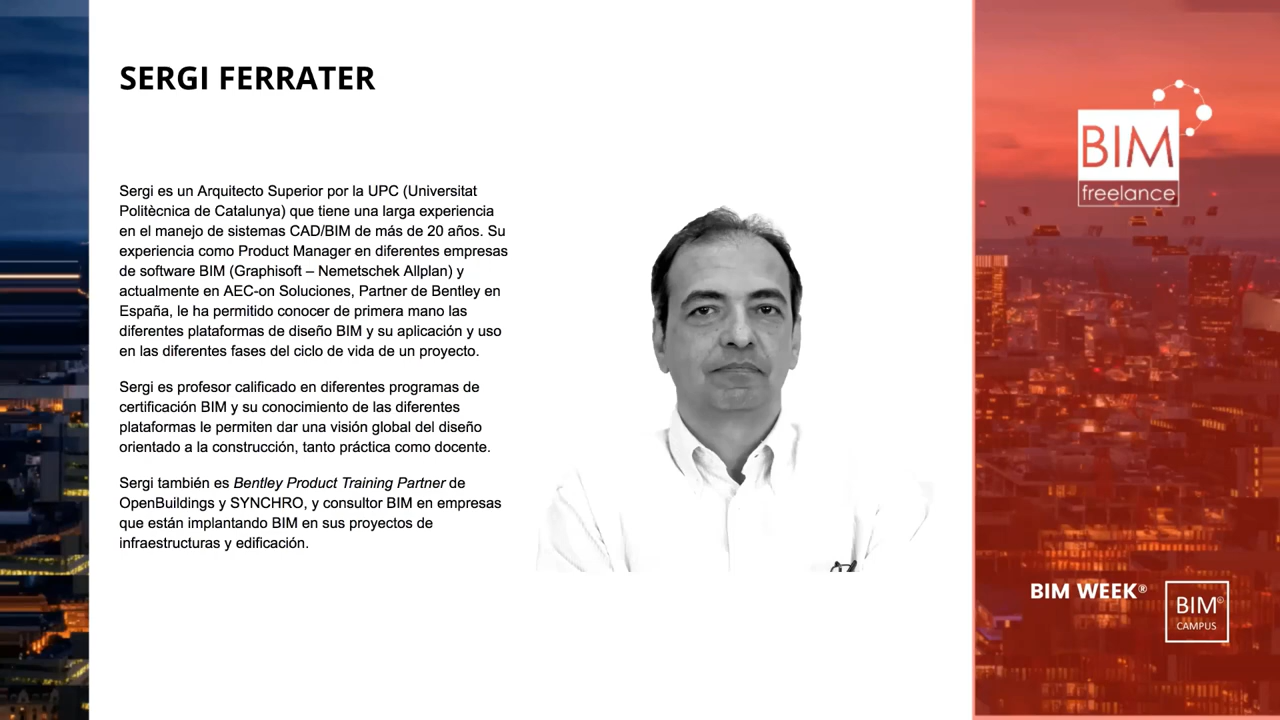 SERGI FERRATER
Sergi es un Arquitecto Superior por la UPC (Universitat
Politècnica de Catalunya) que tiene una larga experiencia
en el manejo de sistemas CAD/BIM de más de 20 años. Su
experiencia como Product Manager en diferentes empresas
de software BIM (Graphisoft – Nemetschek Allplan) y
actualmente en AEC-on Soluciones, Partner de Bentley en
España, le ha permitido conocer de primera mano las
diferentes plataformas de diseño BIM y su aplicación y uso
en las diferentes fases del ciclo de vida de un proyecto.
Sergi es profesor calificado en diferentes programas de
certificación BIM y su conocimiento de las diferentes
plataformas le permiten dar una visión global del diseño
orientado a la construcción, tanto práctica como docente.
Sergi también es Bentley Product Training Partner de
OpenBuildings y SYNCHRO, y consultor BIM en empresas
que están implantando BIM en sus proyectos de
infraestructuras y edificación.
BIM
freelance
BIM WEEK®
BIM®
CAMPUS